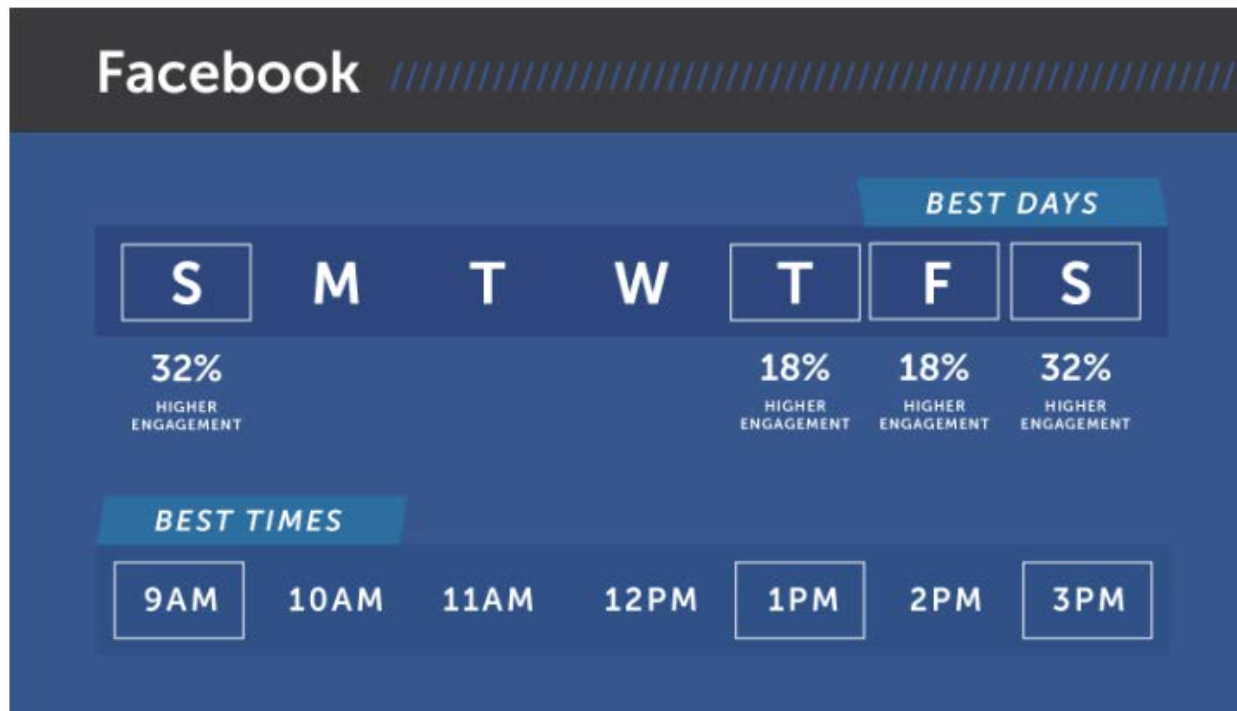 Facebook
BEST DAYS
S M T W T F S
32% 18% 18% 32%
HIGHER HIGHER HIGHER HIGHER
ENGAGEMENT ENGAGEMENT ENGAGEMENT ENGAGEMENT
BEST TIMES
9AM 10AM 11AM 12PM 1PM 2PM 3PM